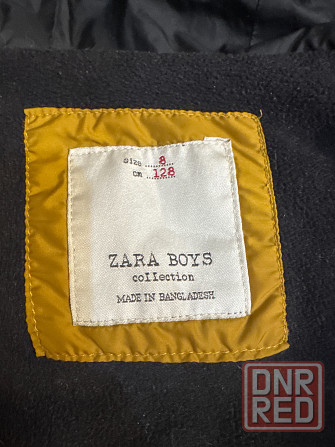 size 8
cm 128
ZARA BOYS
collection
MADE IN BANGLADESH
DNR
RED